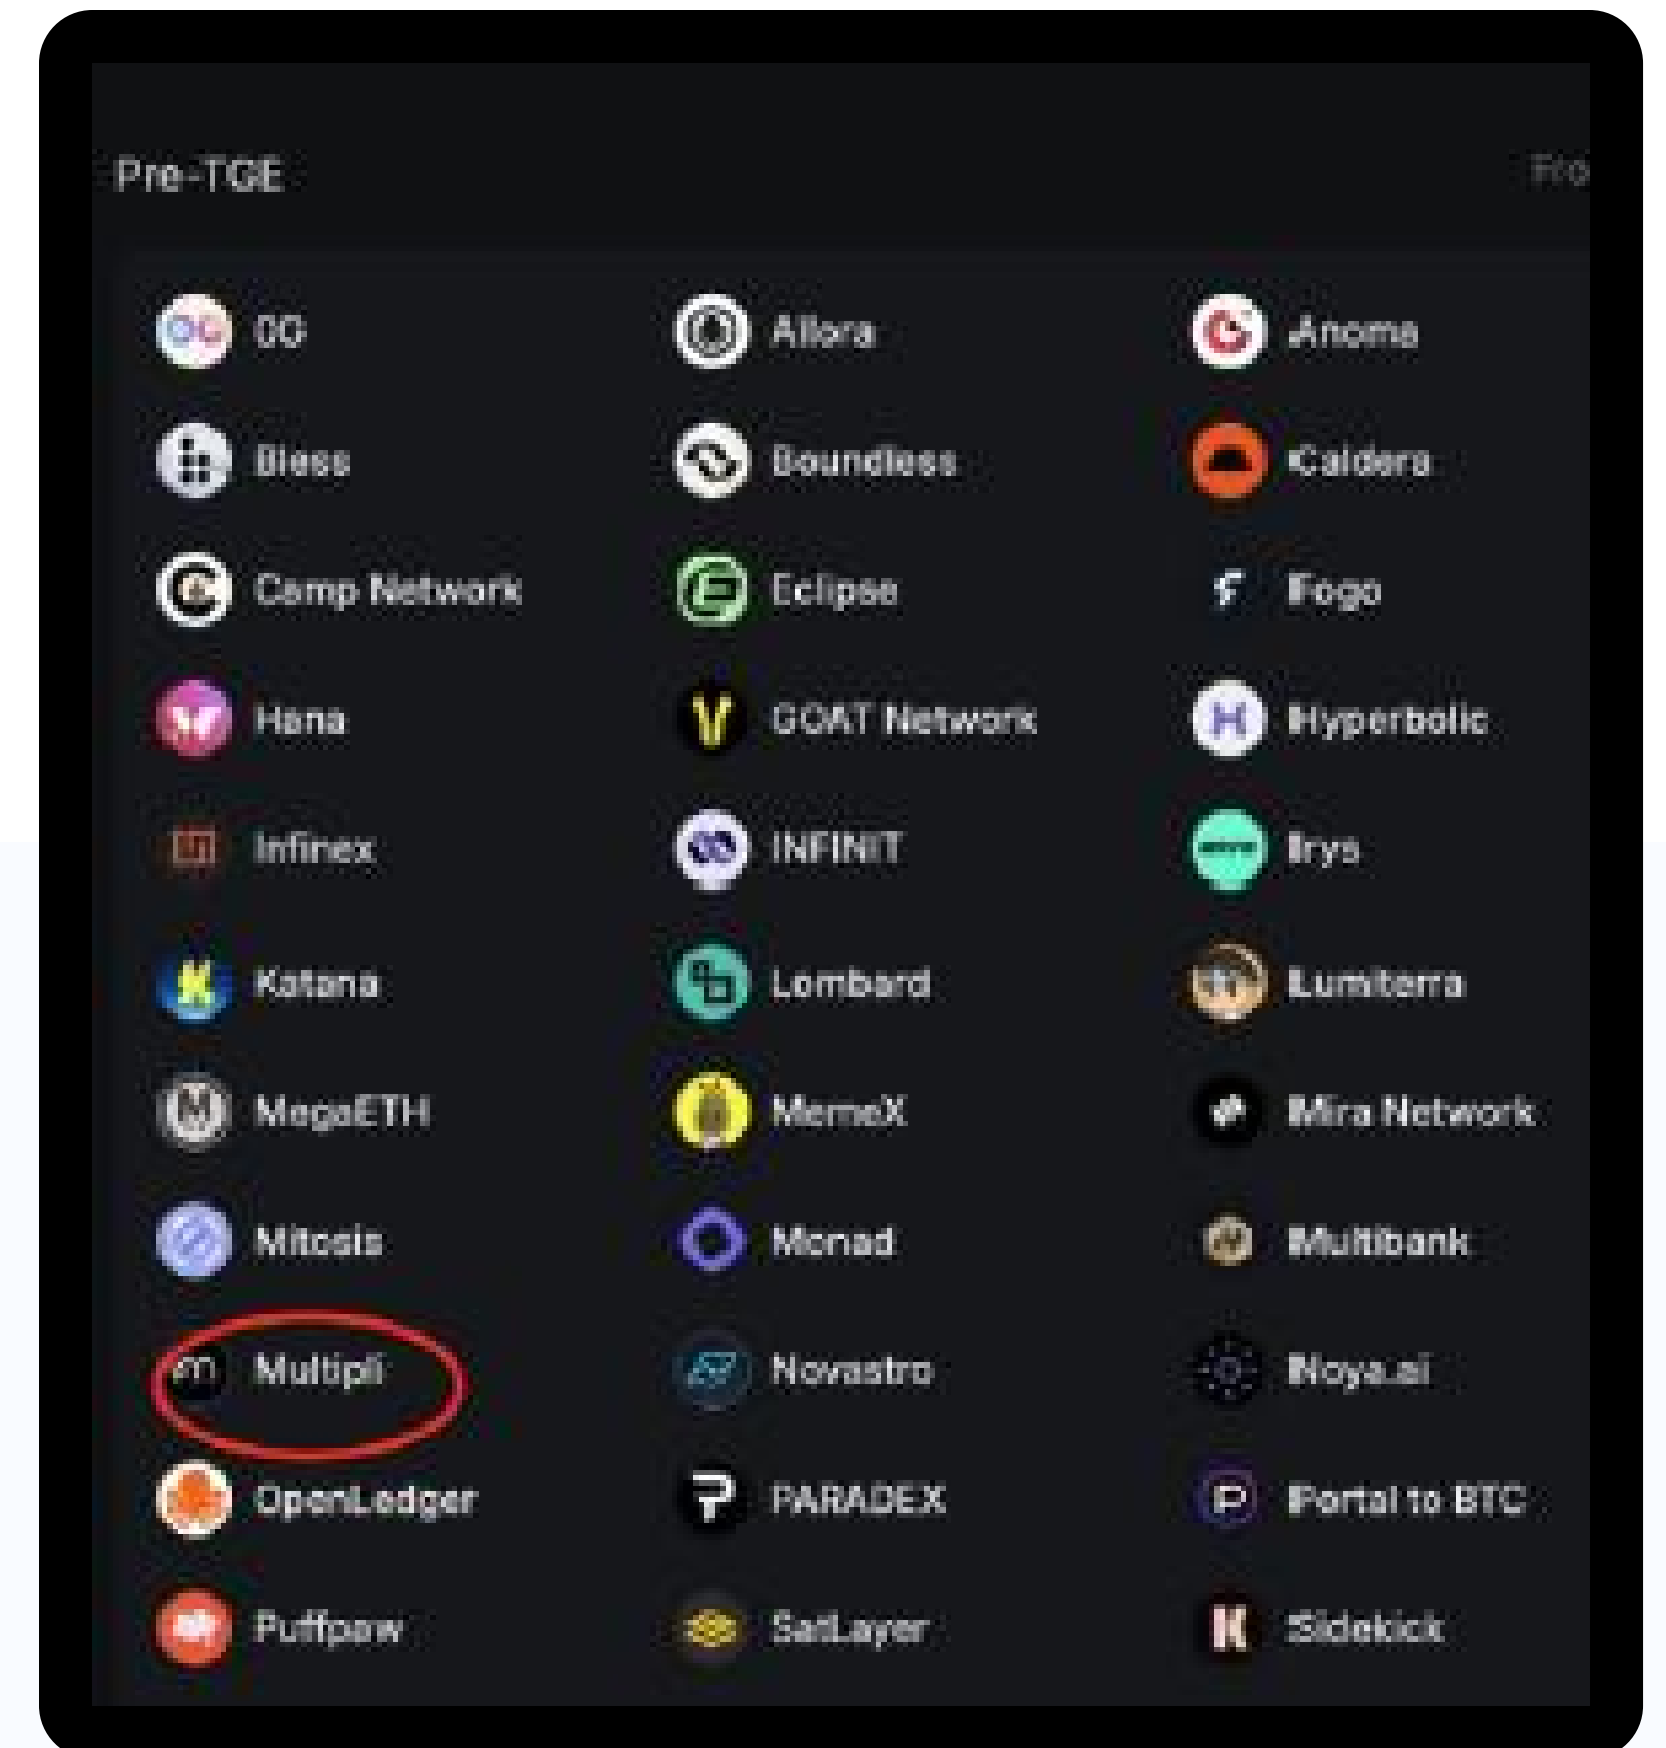 Pre-TGE Fro
0G Allora Anoma
Bless Boundless Caldera
Camp Network Eclipse Fogo
Hana GOAT Network Hyperbolic
Infinex INFINIT Irys
Katana Lombard Lumiterra
MegaETH MemeX Mira Network
Mitosis Monad Multibank
Multipli Novastro Noya.ai
OpenLedger PARADEX Portal to BTC
Puffpaw SatLayer Sidekick